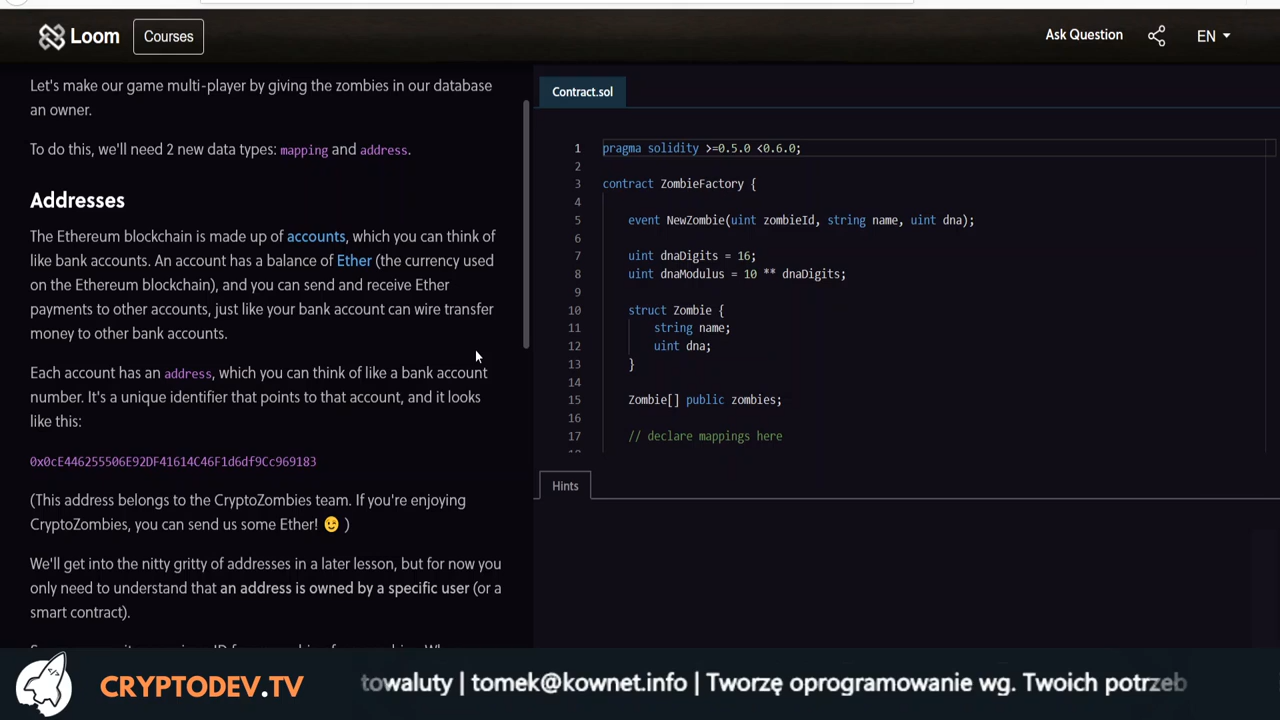 Loom
Courses
Ask Question
EN
Let's make our game multi-player by giving the zombies in our database
an owner.
To do this, we'll need 2 new data types: mapping and address.
Addresses
The Ethereum blockchain is made up of accounts, which you can think of
like bank accounts. An account has a balance of Ether (the currency used
on the Ethereum blockchain), and you can send and receive Ether
payments to other accounts, just like your bank account can wire transfer
money to other bank accounts.
Each account has an address, which you can think of like a bank account
number. It's a unique identifier that points to that account, and it looks
like this:
0x0cE446255506E92DF41614C46F1d6df9Cc969183
(This address belongs to the CryptoZombies team. If you're enjoying
CryptoZombies, you can send us some Ether! 😉 )
We'll get into the nitty gritty of addresses in a later lesson, but for now you
only need to understand that an address is owned by a specific user (or a
smart contract).
Contract.sol
1 pragma solidity >=0.5.0 <0.6.0;
2
3 contract ZombieFactory {
4
5 event NewZombie(uint zombieId, string name, uint dna);
6
7 uint dnaDigits = 16;
8 uint dnaModulus = 10 ** dnaDigits;
9
10 struct Zombie {
11 string name;
12 uint dna;
13 }
14
15 Zombie[] public zombies;
16
17 // declare mappings here
Hints
CRYPTODEV.TV
towaluty | tomek@kownet.info | Tworzę oprogramowanie wg. Twoich potrzeb